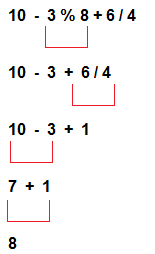 10 - 3 % 8 + 6 / 4
10 - 3 + 6 / 4
10 - 3 + 1
7 + 1
8